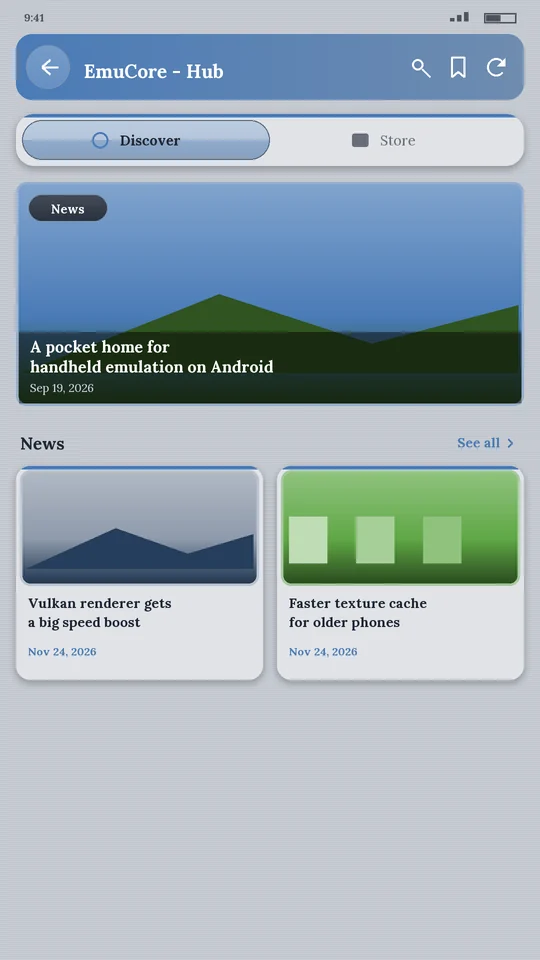 9:41
EmuCore - Hub
Discover
Store
News
A pocket home for
handheld emulation on Android
Sep 19, 2026
News
See all
Vulkan renderer gets
a big speed boost
Nov 24, 2026
Faster texture cache
for older phones
Nov 24, 2026